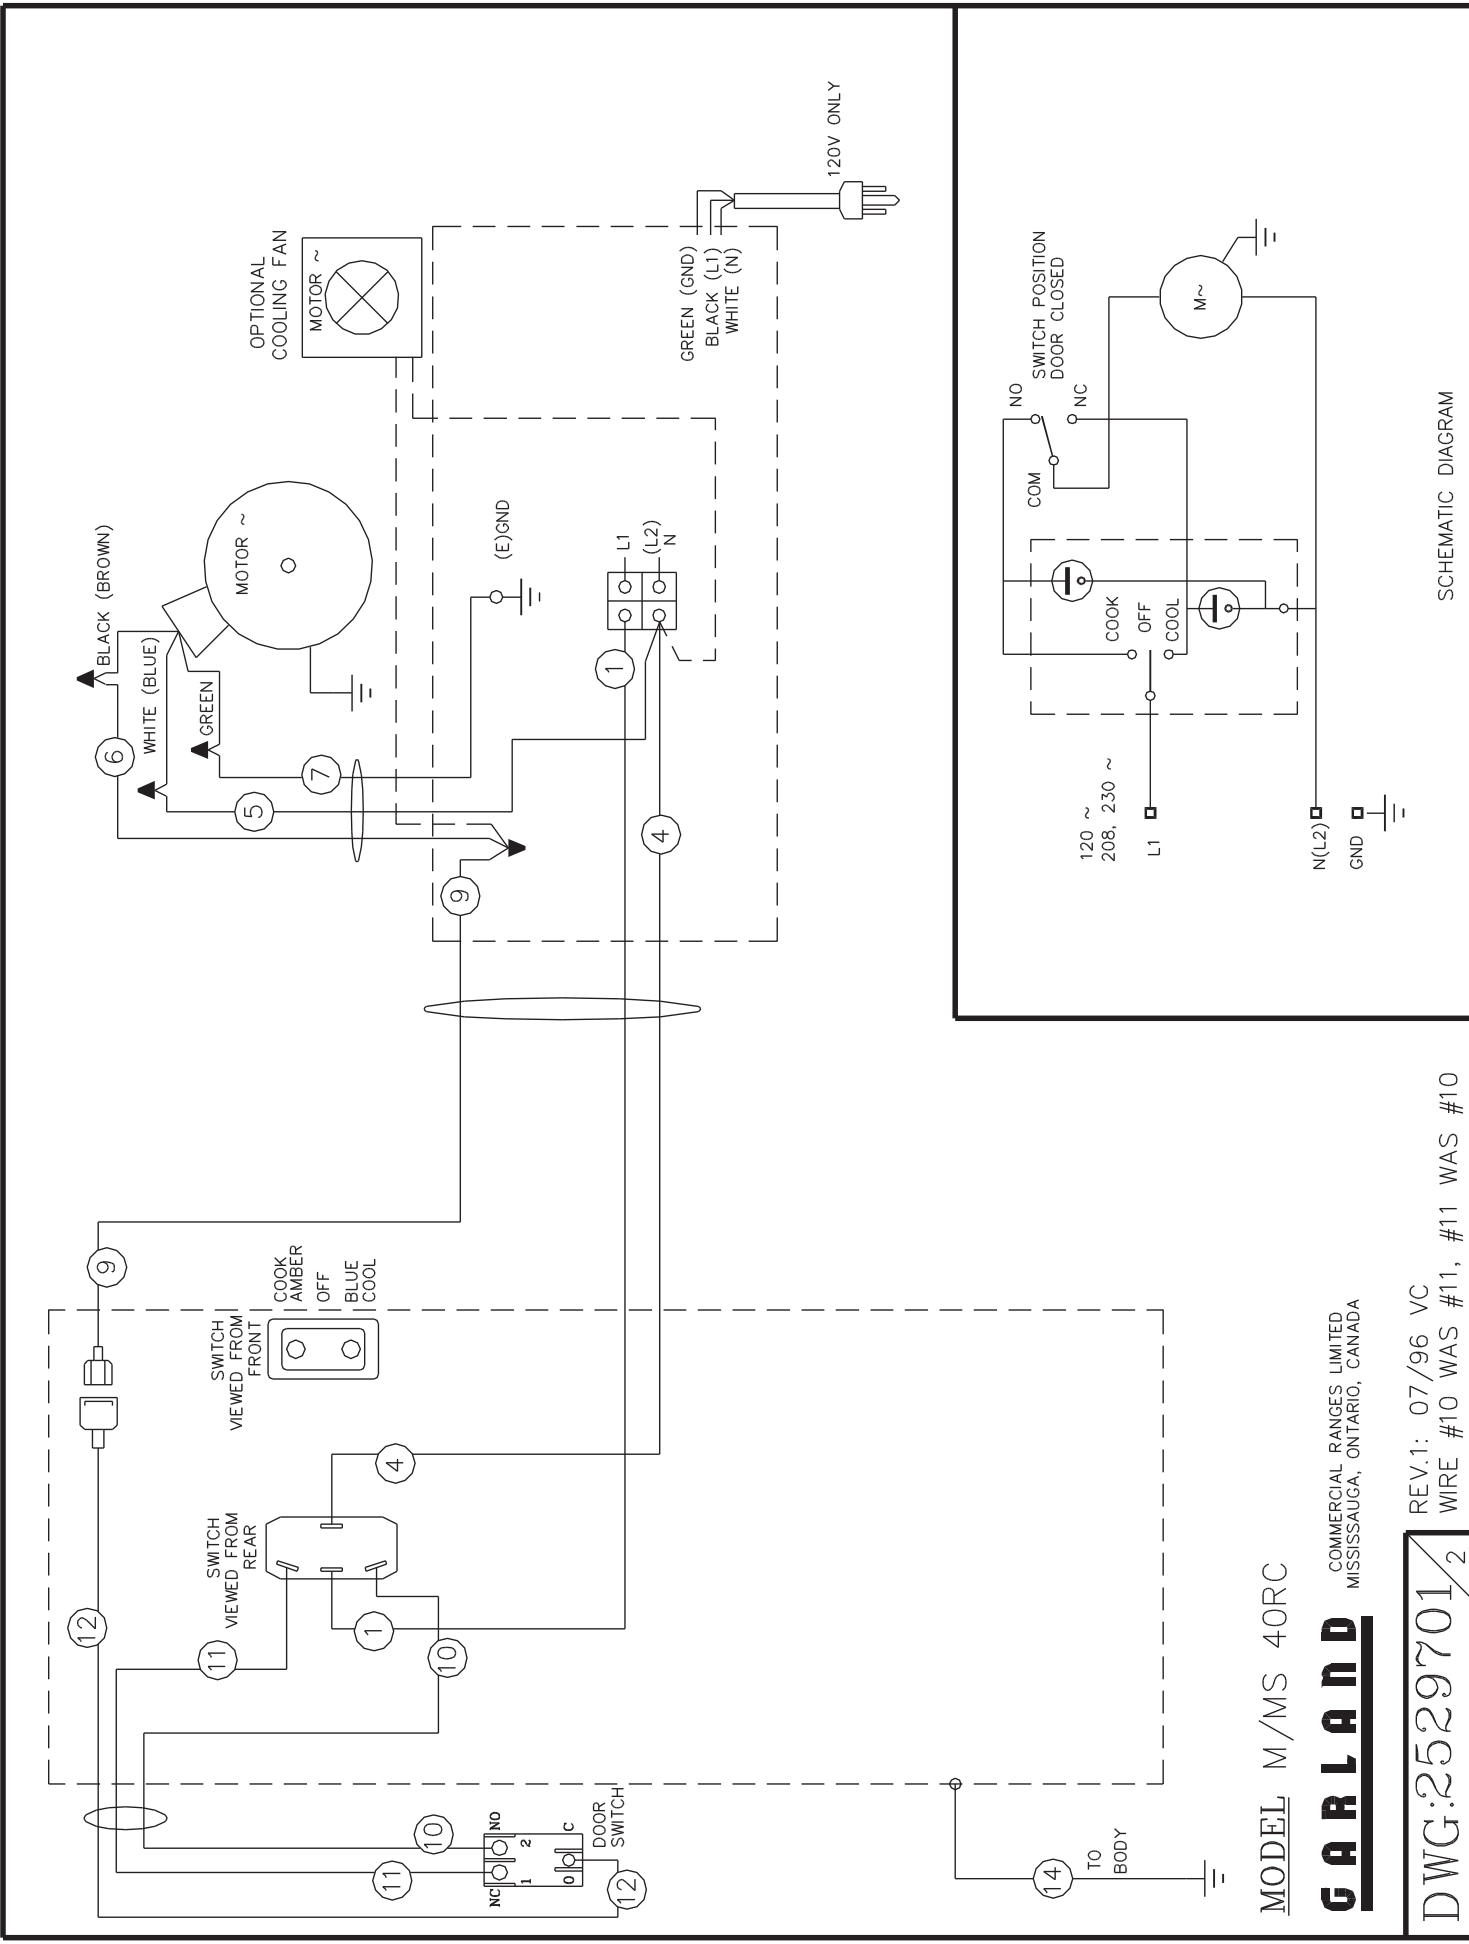 OPTIONAL
COOLING FAN
MOTOR ~
120V ONLY
GREEN (GND)
BLACK (L1)
WHITE (N)
BLACK (BROWN)
MOTOR ~
WHITE (BLUE)
GREEN
6
5
7
(E)GND
L1
(L2)
N
1
4
9
9
COOK
AMBER
OFF
BLUE
COOL
SWITCH
VIEWED FROM
FRONT
SWITCH
VIEWED FROM
REAR
4
12
11
1
10
10
11
12
NO
NC
2
1
C
0
DOOR
SWITCH
14
TO
BODY
SWITCH POSITION
DOOR CLOSED
NO
NC
COM
M~
COOK
OFF
COOL
120 ~
208, 230 ~
L1
N(L2)
GND
SCHEMATIC DIAGRAM
MODEL M/MS 40RC
GARLAND
COMMERCIAL RANGES LIMITED
MISSISSAUGA, ONTARIO, CANADA
DWG:2529701/2
REV.1: 07/96 VC
WIRE #10 WAS #11, #11 WAS #10